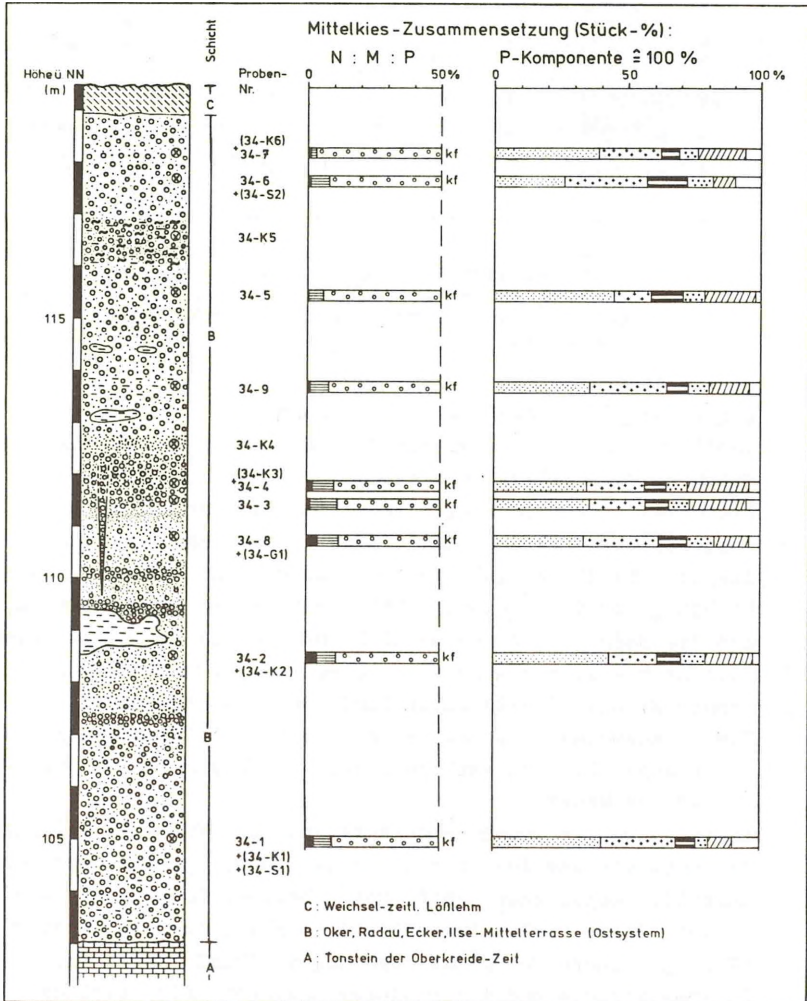 Mittelkies-Zusammensetzung (Stück-%):
Schicht
N : M : P
P-Komponente ≙ 100 %
Höhe ü NN
(m)
Proben-
Nr.
0
50%
0
50%
100 %
C
(34-K6)
+34-7
kf
34-6
kf
+(34-S2)
34-K5
34-5
kf
115
B
34-9
kf
34-K4
(34-K3)
+34-4
kf
34-3
kf
34-8
kf
+(34-G1)
110
34-2
kf
+(34-K2)
B
105
34-1
kf
+(34-K1)
+(34-S1)
C : Weichsel-zeitl. Lößlehm
B : Oker, Radau, Ecker, Ilse-Mittelterrasse (Ostsystem)
A : Tonstein der Oberkreide-Zeit
A